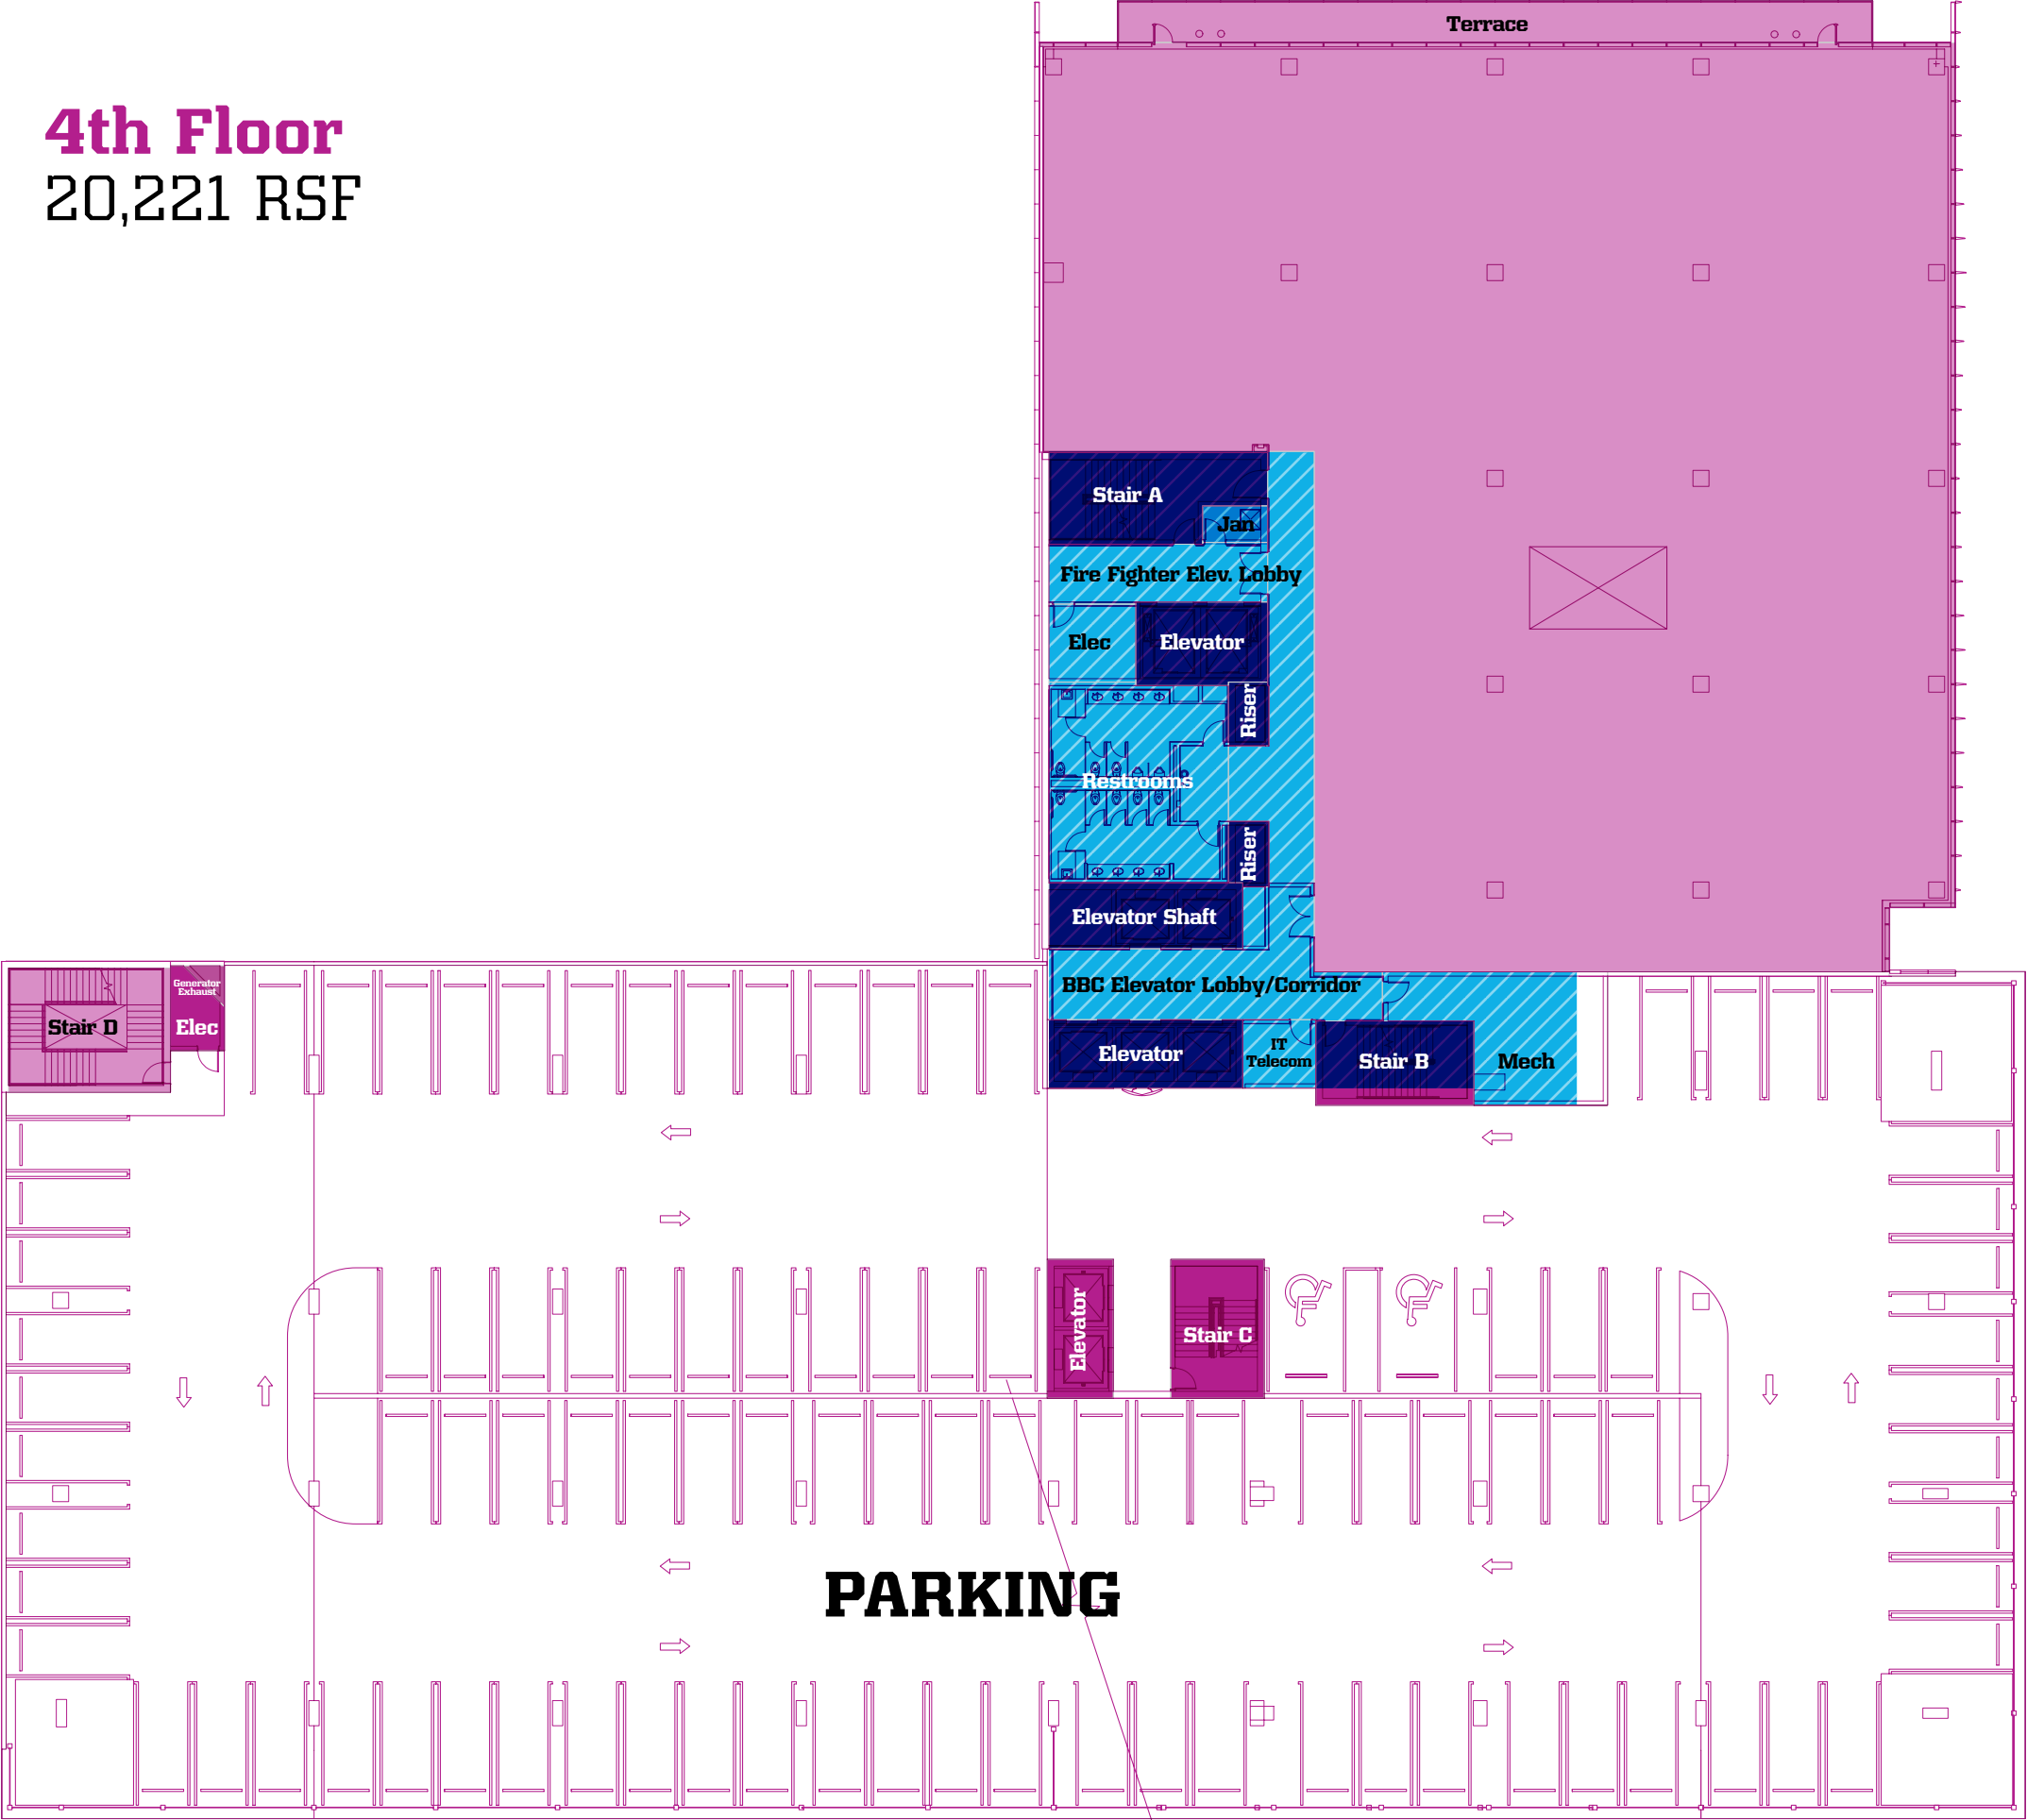 Terrace
4th Floor
20,221 RSF
Stair A
Jan
Fire Fighter Elev. Lobby
Elec
Elevator
Riser
Restrooms
Riser
Elevator Shaft
BBC Elevator Lobby/Corridor
Generator
Exhaust
Elec
Stair D
Elevator
IT
Telecom
Stair B
Mech
Elevator
Stair C
PARKING